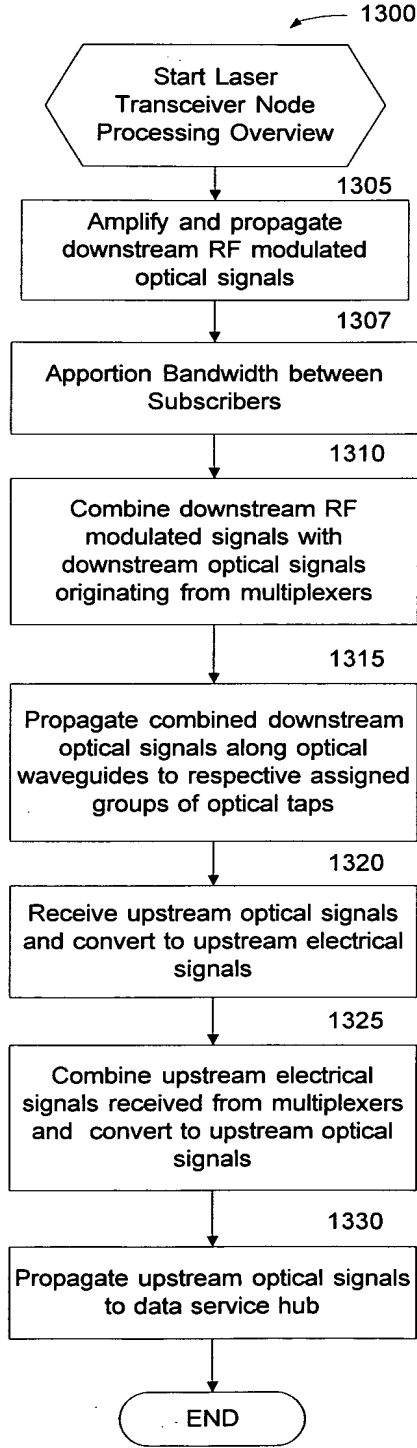 1300
Start Laser
Transceiver Node
Processing Overview
1305
Amplify and propagate
downstream RF modulated
optical signals
1307
Apportion Bandwidth between
Subscribers
1310
Combine downstream RF
modulated signals with
downstream optical signals
originating from multiplexers
1315
Propagate combined downstream
optical signals along optical
waveguides to respective assigned
groups of optical taps
1320
Receive upstream optical signals
and convert to upstream electrical
signals
1325
Combine upstream electrical
signals received from multiplexers
and convert to upstream optical
signals
1330
Propagate upstream optical signals
to data service hub
END